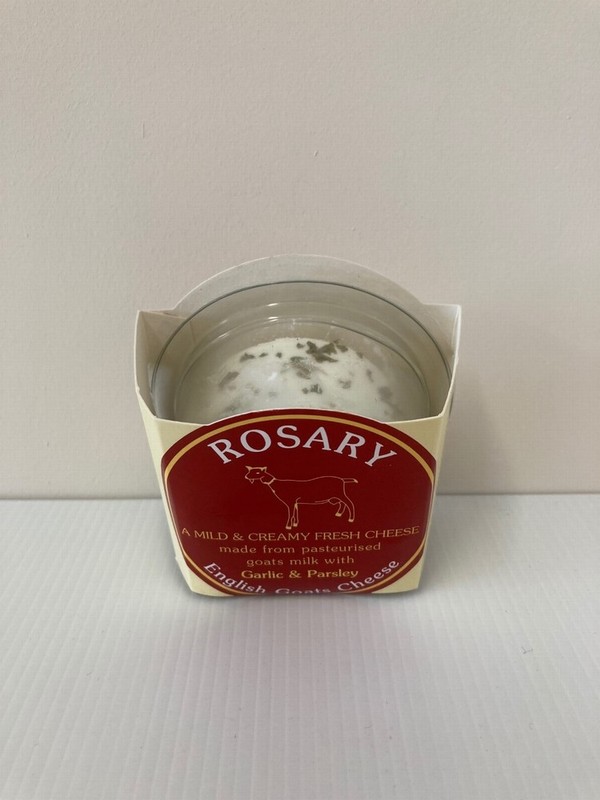 ROSARY
A MILD & CREAMY FRESH CHEESE
made from pasteurised
goats milk with
Garlic & Parsley
English Goats Cheese